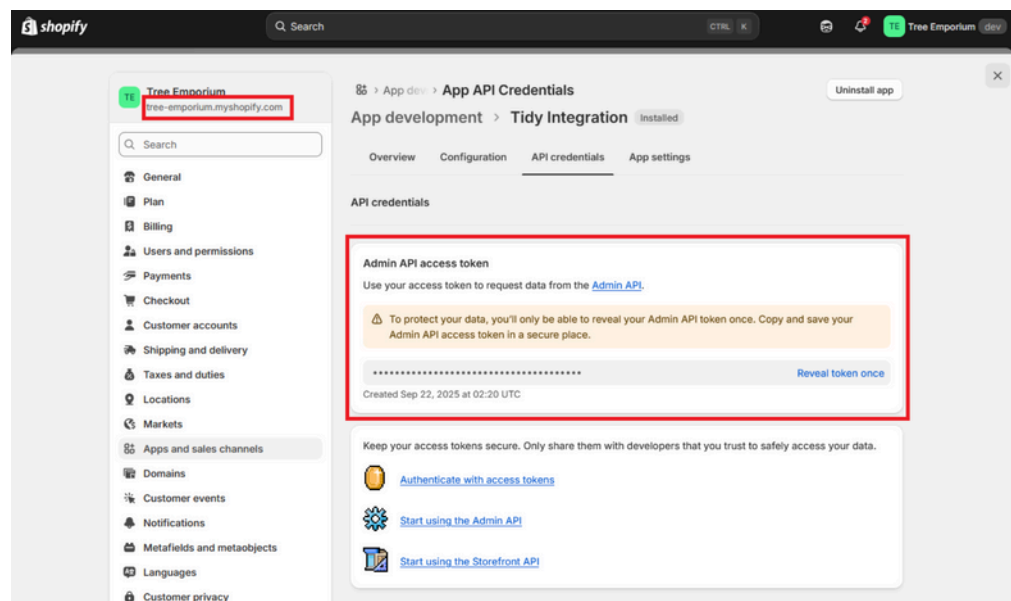 shopify
Search
CTRL K
2
TE Tree Emporium dev
TE Tree Emporium
tree-emporium.myshopify.com
Search
General
Plan
Billing
Users and permissions
Payments
Checkout
Customer accounts
Shipping and delivery
Taxes and duties
Locations
Markets
Apps and sales channels
Domains
Customer events
Notifications
Metafields and metaobjects
Languages
Customer privacy
› App › App API Credentials
Uninstall app
App development › Tidy Integration Installed
Overview Configuration API credentials App settings
API credentials
Admin API access token
Use your access token to request data from the Admin API.
To protect your data, you'll only be able to reveal your Admin API token once. Copy and save your
Admin API access token in a secure place.
•••••••••••••••••••••••••••••••••••••• Reveal token once
Created Sep 22, 2025 at 02:20 UTC
Keep your access tokens secure. Only share them with developers that you trust to safely access your data.
Authenticate with access tokens
Start using the Admin API
Start using the Storefront API